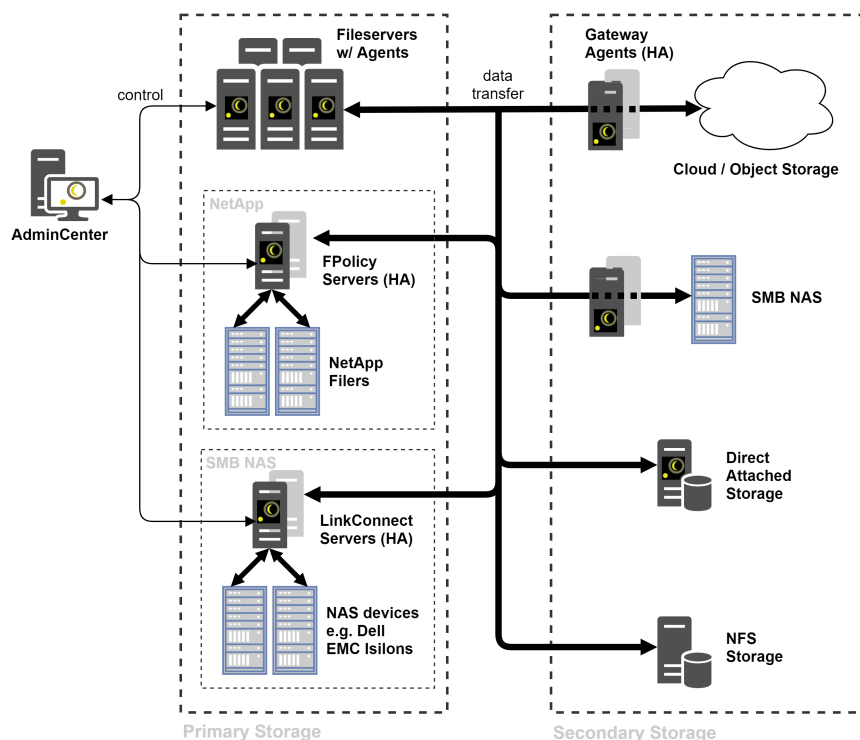 Fileservers
w/ Agents
Gateway
Agents (HA)
control
data
transfer
Cloud / Object Storage
AdminCenter
NetApp
FPolicy
Servers (HA)
SMB NAS
NetApp
Filers
SMB NAS
Direct
Attached
Storage
LinkConnect
Servers (HA)
NAS devices
e.g. Dell
EMC Isilons
NFS
Storage
Primary Storage
Secondary Storage